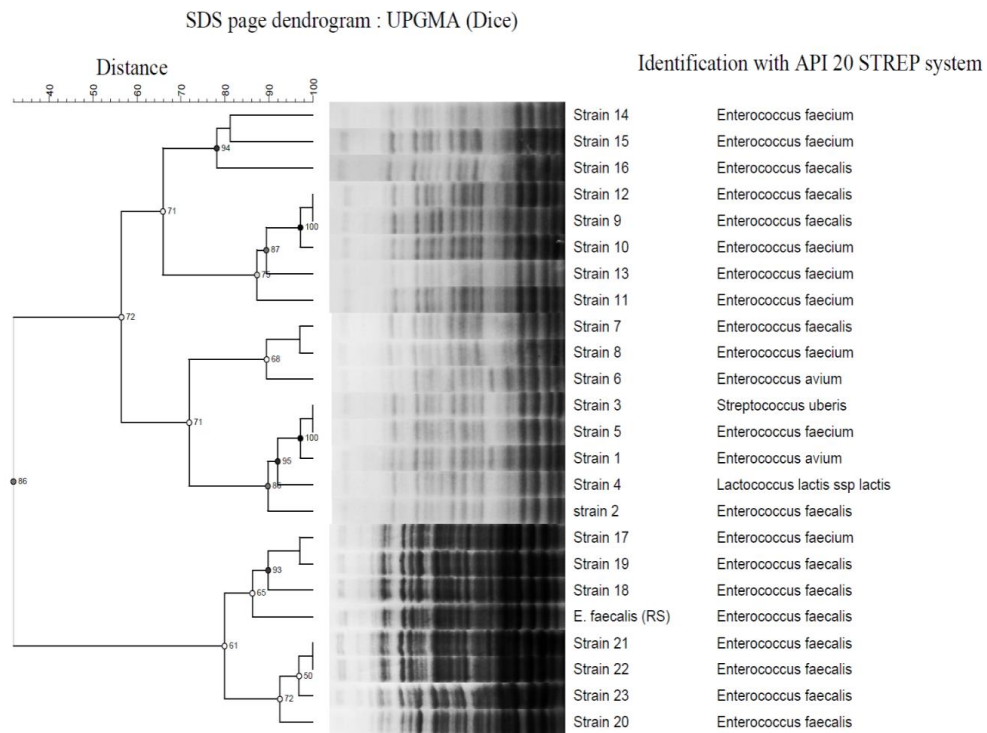 SDS page dendrogram : UPGMA (Dice)
Distance
Identification with API 20 STREP system
40 50 60 70 80 90 100
Strain 14 Enterococcus faecium
Strain 15 Enterococcus faecium
94
Strain 16 Enterococcus faecalis
Strain 12 Enterococcus faecalis
71
Strain 9 Enterococcus faecalis
100
Strain 10 Enterococcus faecium
87
Strain 13 Enterococcus faecium
75
Strain 11 Enterococcus faecium
72
Strain 7 Enterococcus faecalis
Strain 8 Enterococcus faecium
68
Strain 6 Enterococcus avium
Strain 3 Streptococcus uberis
71
Strain 5 Enterococcus faecium
100
Strain 1 Enterococcus avium
95
Strain 4 Lactococcus lactis ssp lactis
86
86
strain 2 Enterococcus faecalis
Strain 17 Enterococcus faecium
Strain 19 Enterococcus faecalis
93
Strain 18 Enterococcus faecalis
65
E. faecalis (RS) Enterococcus faecalis
Strain 21 Enterococcus faecalis
61
Strain 22 Enterococcus faecalis
50
Strain 23 Enterococcus faecalis
72
Strain 20 Enterococcus faecalis